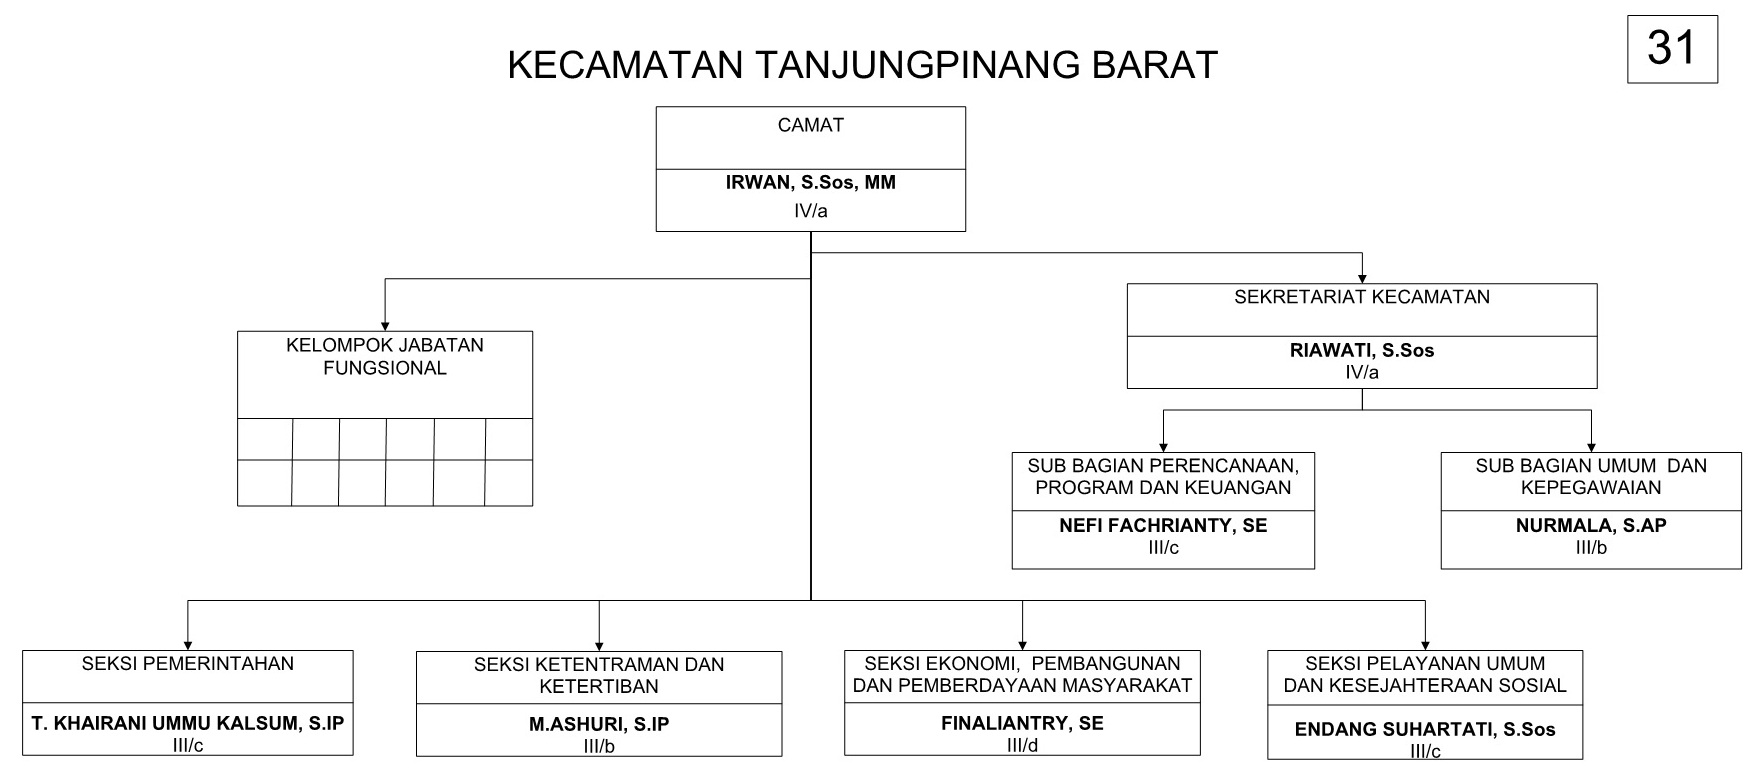 31
KECAMATAN TANJUNGPINANG BARAT
CAMAT
IRWAN, S.Sos, MM
IV/a
SEKRETARIAT KECAMATAN
RIAWATI, S.Sos
IV/a
KELOMPOK JABATAN
FUNGSIONAL
SUB BAGIAN PERENCANAAN,
PROGRAM DAN KEUANGAN
NEFI FACHRIANTY, SE
III/c
SUB BAGIAN UMUM DAN
KEPEGAWAIAN
NURMALA, S.AP
III/b
SEKSI PEMERINTAHAN
T. KHAIRANI UMMU KALSUM, S.IP
III/c
SEKSI KETENTRAMAN DAN
KETERTIBAN
M.ASHURI, S.IP
III/b
SEKSI EKONOMI, PEMBANGUNAN
DAN PEMBERDAYAAN MASYARAKAT
FINALIANTRY, SE
III/d
SEKSI PELAYANAN UMUM
DAN KESEJAHTERAAN SOSIAL
ENDANG SUHARTATI, S.Sos
III/c